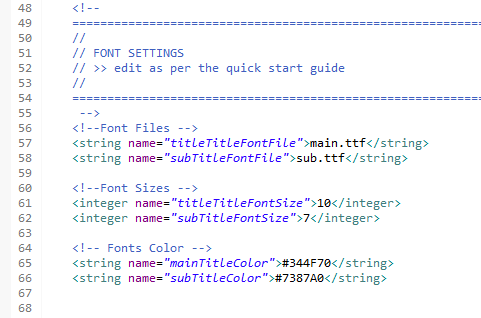 48 <!--
49 ============================================================
50 //
51 // FONT SETTINGS
52 // >> edit as per the quick start guide
53 //
54 ============================================================
55 -->
56 <!--Font Files -->
57 <string name="titleTitleFontFile">main.ttf</string>
58 <string name="subTitleFontFile">sub.ttf</string>
59
60 <!--Font Sizes -->
61 <integer name="titleTitleFontSize">10</integer>
62 <integer name="subTitleFontSize">7</integer>
63
64 <!-- Fonts Color -->
65 <string name="mainTitleColor">#344F70</string>
66 <string name="subTitleColor">#7387A0</string>
67
68